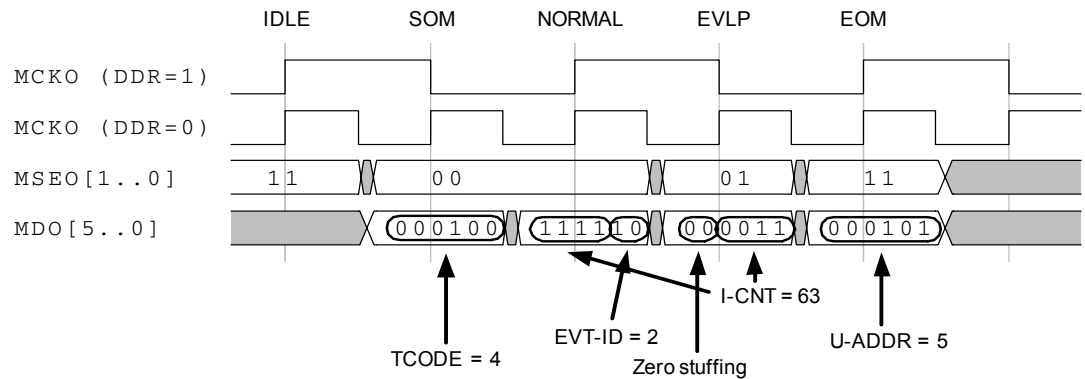 IDLE SOM NORMAL EVLP EOM
MCKO (DDR=1)
MCKO (DDR=0)
MSEO[1..0] 11 00 01 11
MDO[5..0] 000100 111110 000011 000101
I-CNT = 63
EVT-ID = 2
U-ADDR = 5
TCODE = 4
Zero stuffing